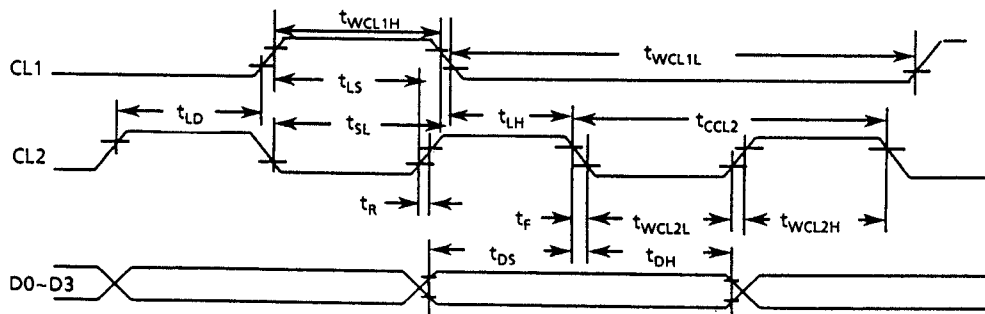 tWCL1H
tWCL1L
CL1
tLS
tLD
tSL
tLH
tCCL2
CL2
tR
tF
tWCL2L
tWCL2H
tDS
tDH
D0~D3